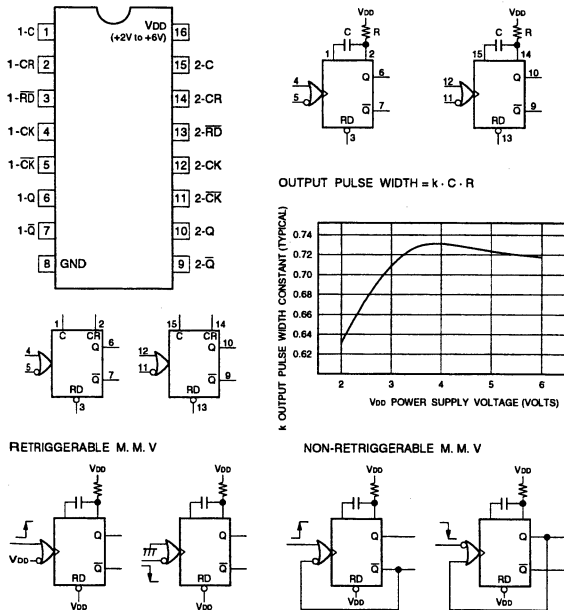 VDD
(+2V to +6V)
1-C 1
1-CR 2
1-R̅D̅ 3
1-CK 4
1-C̅K̅ 5
1-Q 6
1-Q̅ 7
8 GND
16
15 2-C
14 2-CR
13 2-R̅D̅
12 2-CK
11 2-C̅K̅
10 2-Q
9 2-Q̅
VDD
R
C
1 2
4
5
Q 6
Q̅ 7
RD
3
VDD
R
C
15 14
12
11
Q 10
Q̅ 9
RD
13
OUTPUT PULSE WIDTH = k · C · R
k OUTPUT PULSE WIDTH CONSTANT (TYPICAL)
0.74
0.72
0.70
0.68
0.66
0.64
0.62
2 3 4 5 6
VDD POWER SUPPLY VOLTAGE (VOLTS)
1 2
C CR
4
5
Q 6
Q̅ 7
RD
3
15 14
C CR
12
11
Q 10
Q̅ 9
RD
13
RETRIGGERABLE M. M. V
VDD
VDD
Q
Q̅
RD
VDD
VDD
Q
Q̅
RD
VDD
NON-RETRIGGERABLE M. M. V
VDD
Q
Q̅
RD
VDD
VDD
Q
Q̅
RD
VDD